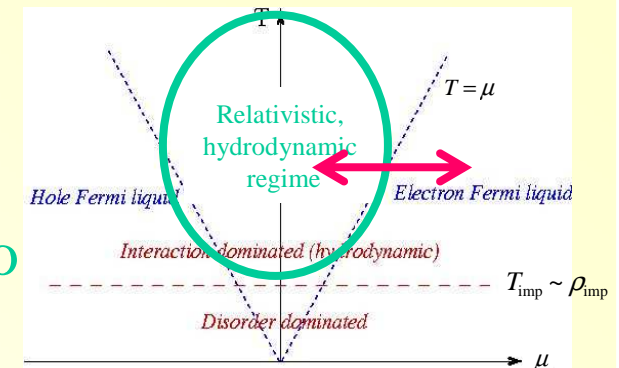 T
T = μ
Relativistic,
hydrodynamic
regime
Hole Fermi liquid
Electron Fermi liquid
Interaction dominated (hydrodynamic)
T_imp ~ ρ_imp
Disorder dominated
μ